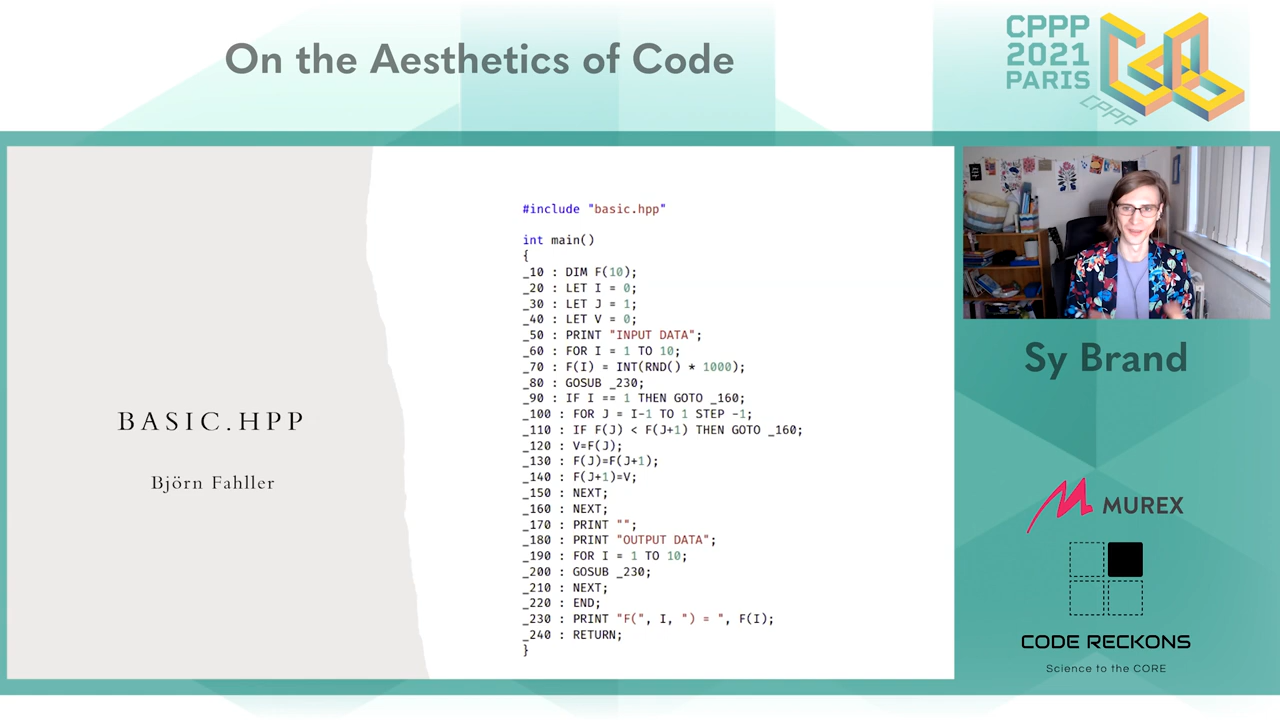 On the Aesthetics of Code
CPPP
2021
PARIS
CPPP
BASIC.HPP
Björn Fahller
#include "basic.hpp"
int main()
{
_10 : DIM F(10);
_20 : LET I = 0;
_30 : LET J = 1;
_40 : LET V = 0;
_50 : PRINT "INPUT DATA";
_60 : FOR I = 1 TO 10;
_70 : F(I) = INT(RND() * 1000);
_80 : GOSUB _230;
_90 : IF I == 1 THEN GOTO _160;
_100 : FOR J = I-1 TO 1 STEP -1;
_110 : IF F(J) < F(J+1) THEN GOTO _160;
_120 : V=F(J);
_130 : F(J)=F(J+1);
_140 : F(J+1)=V;
_150 : NEXT;
_160 : NEXT;
_170 : PRINT "";
_180 : PRINT "OUTPUT DATA";
_190 : FOR I = 1 TO 10;
_200 : GOSUB _230;
_210 : NEXT;
_220 : END;
_230 : PRINT "F(", I, ") = ", F(I);
_240 : RETURN;
}
Sy Brand
MUREX
CODE RECKONS
Science to the CORE